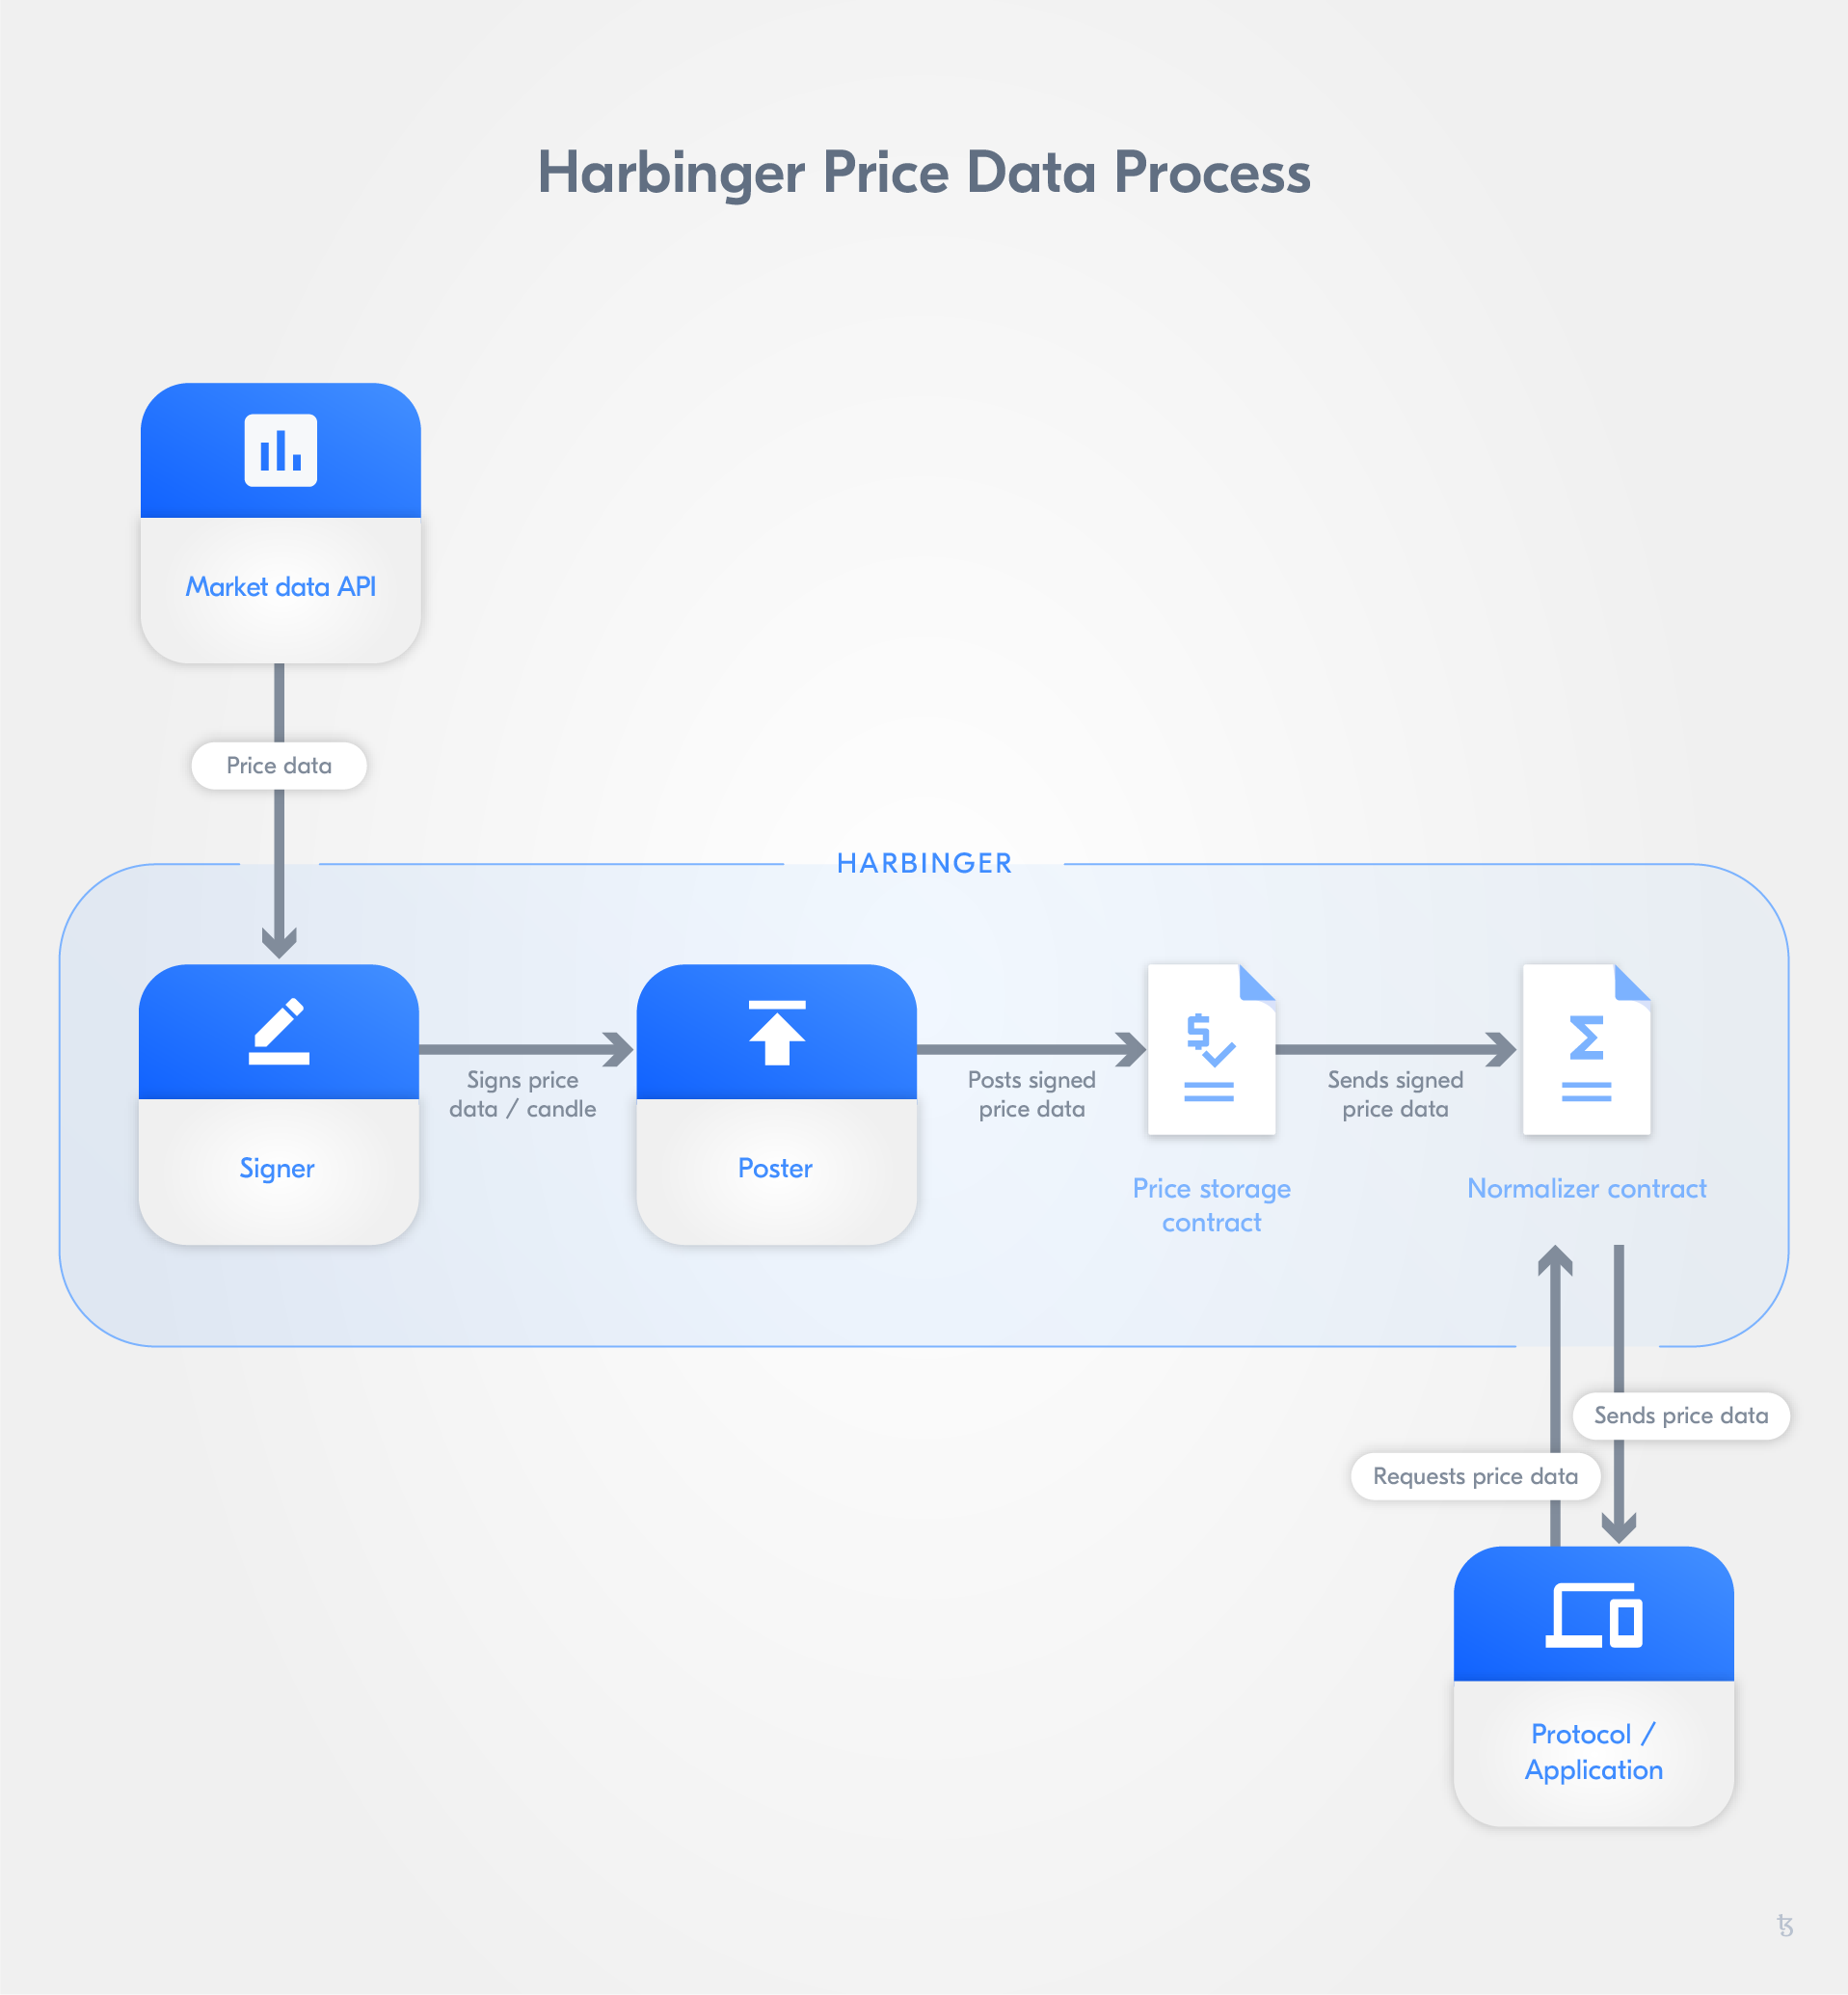 Harbinger Price Data Process
Market data API
Price data
HARBINGER
Signer
Signs price
data / candle
Poster
Posts signed
price data
Price storage
contract
Sends signed
price data
Normalizer contract
Sends price data
Requests price data
Protocol /
Application